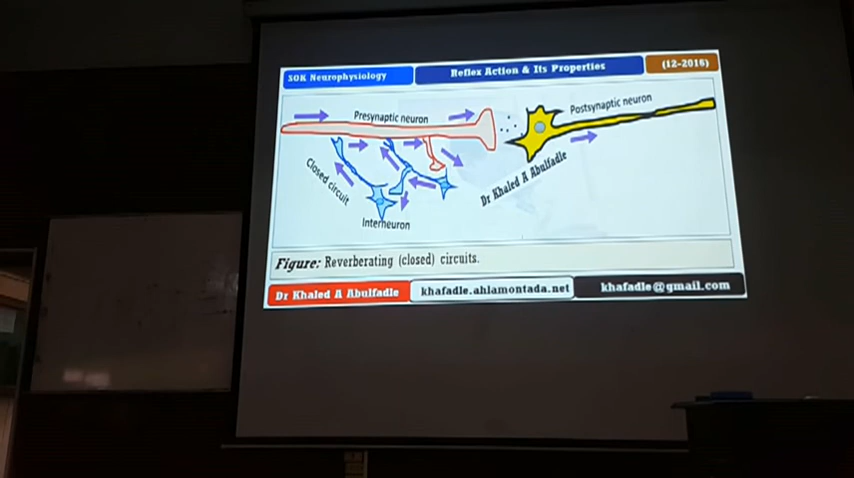 SOK Neurophysiology
Reflex Action & Its Properties
(12-2016)
Presynaptic neuron
Postsynaptic neuron
Closed circuit
Dr Khaled A Abulfadle
Interneuron
Figure: Reverberating (closed) circuits.
Dr Khaled A Abulfadle
khafadle.ahlamontada.net
khafadle@gmail.com